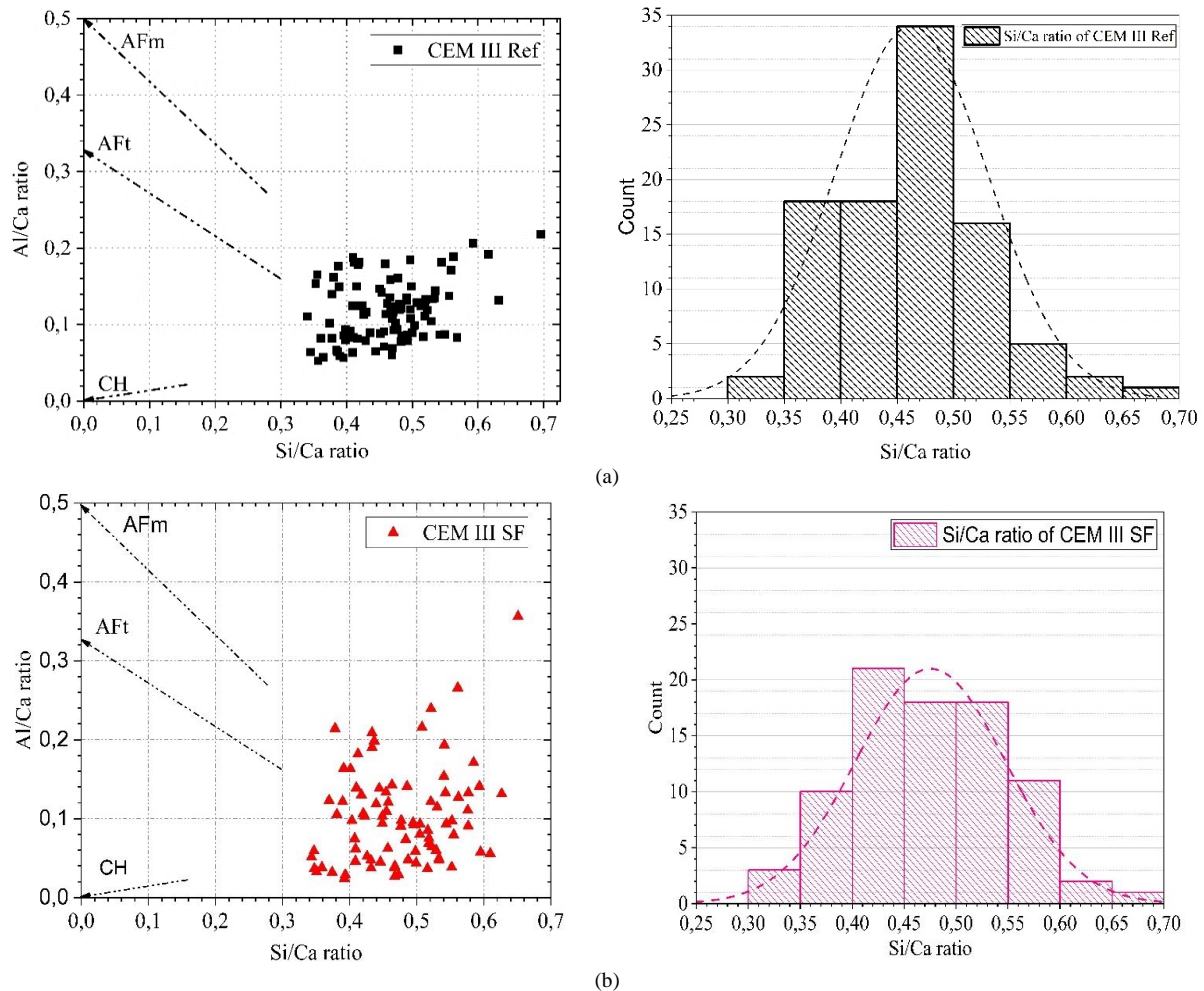 0,5
0,4
0,3
0,2
0,1
0,0
Al/Ca ratio
AFm
AFt
CH
CEM III Ref
0,0 0,1 0,2 0,3 0,4 0,5 0,6 0,7
Si/Ca ratio
35
30
25
20
15
10
5
0
Count
Si/Ca ratio of CEM III Ref
0,25 0,30 0,35 0,40 0,45 0,50 0,55 0,60 0,65 0,70
Si/Ca ratio
(a)
0,5
0,4
0,3
0,2
0,1
0,0
Al/Ca ratio
AFm
AFt
CH
CEM III SF
0,0 0,1 0,2 0,3 0,4 0,5 0,6 0,7
Si/Ca ratio
35
30
25
20
15
10
5
0
Count
Si/Ca ratio of CEM III SF
0,25 0,30 0,35 0,40 0,45 0,50 0,55 0,60 0,65 0,70
Si/Ca ratio
(b)